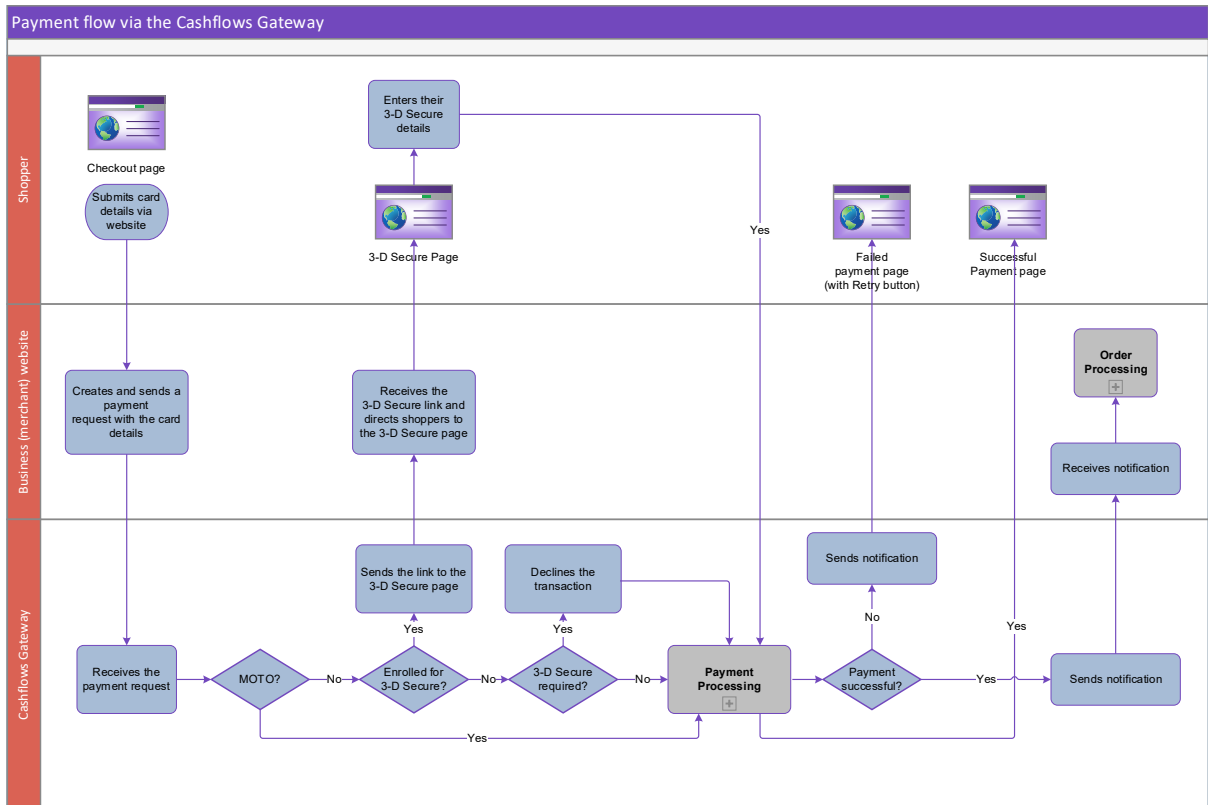 Payment flow via the Cashflows Gateway
Shopper
Checkout page
Submits card
details via
website
Enters their
3-D Secure
details
3-D Secure Page
Yes
Failed
payment page
(with Retry button)
Successful
Payment page
Business (merchant) website
Creates and sends a
payment
request with the card
details
Receives the
3-D Secure link and
directs shoppers to
the 3-D Secure page
Order
Processing
Receives notification
Cashflows Gateway
Sends the link to the
3-D Secure page
Declines the
transaction
Sends notification
Yes
Yes
No
Yes
Receives the
payment request
MOTO?
No
Enrolled for
3-D Secure?
No
3-D Secure
required?
No
Payment
Processing
Payment
successful?
Yes
Sends notification
Yes